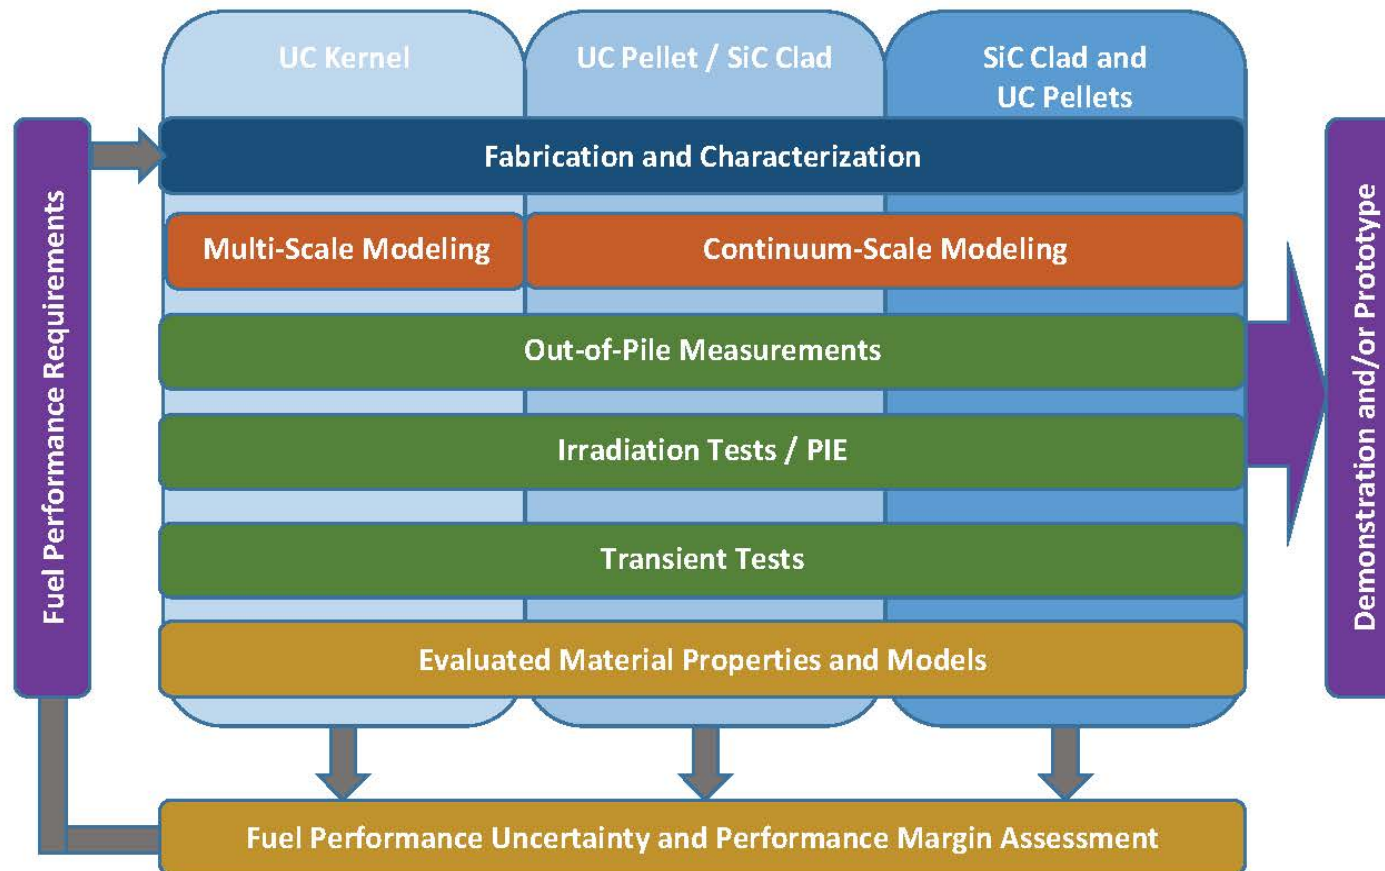 UC Kernel
UC Pellet / SiC Clad
SiC Clad and
UC Pellets
Fuel Performance Requirements
Fabrication and Characterization
Multi-Scale Modeling
Continuum-Scale Modeling
Out-of-Pile Measurements
Irradiation Tests / PIE
Transient Tests
Evaluated Material Properties and Models
Fuel Performance Uncertainty and Performance Margin Assessment
Demonstration and/or Prototype